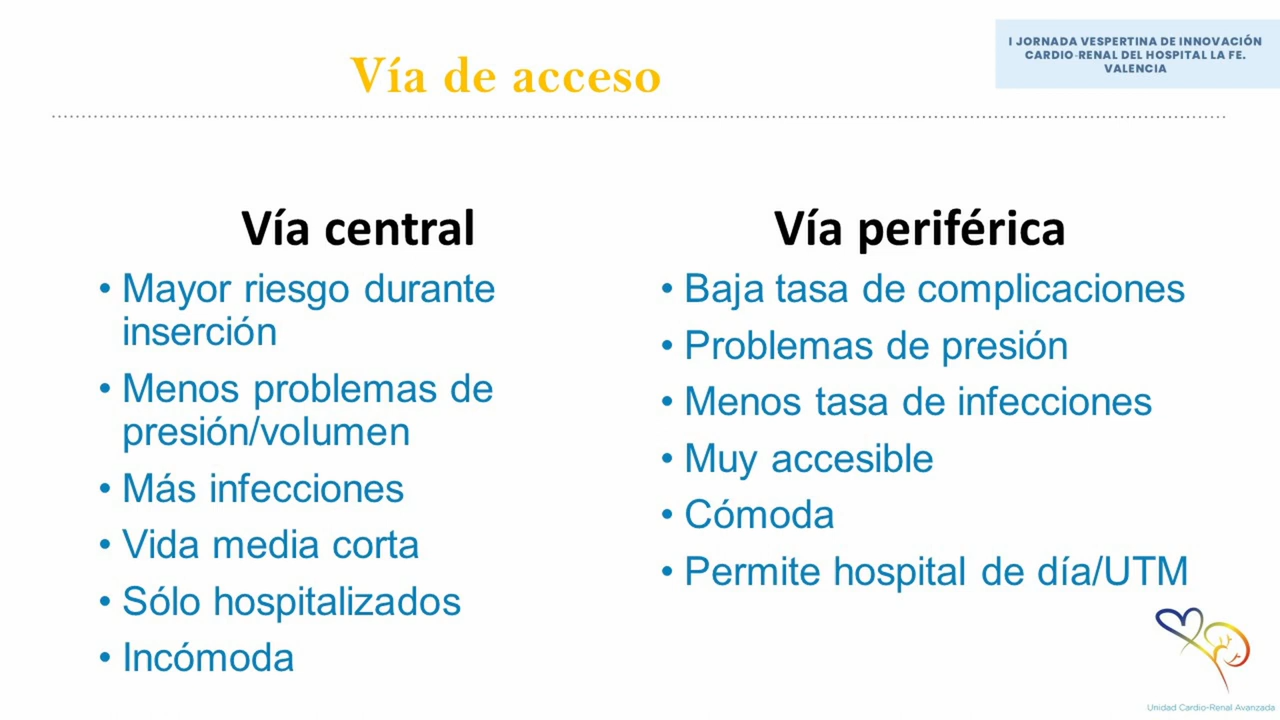 I JORNADA VESPERTINA DE INNOVACIÓN
CARDIO-RENAL DEL HOSPITAL LA FE.
VALENCIA
Vía de acceso
Vía central
• Mayor riesgo durante
inserción
• Menos problemas de
presión/volumen
• Más infecciones
• Vida media corta
• Sólo hospitalizados
• Incómoda
Vía periférica
• Baja tasa de complicaciones
• Problemas de presión
• Menos tasa de infecciones
• Muy accesible
• Cómoda
• Permite hospital de día/UTM
Unidad Cardio-Renal Avanzada